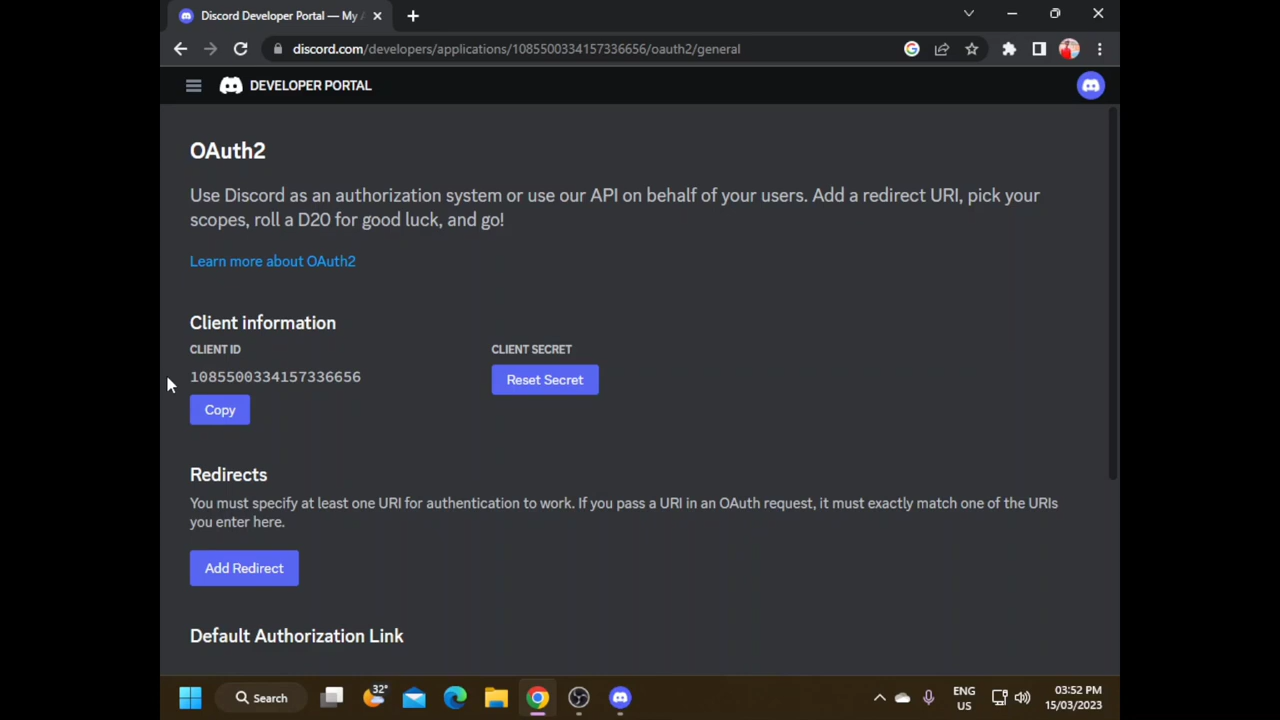 Discord Developer Portal — My A
discord.com/developers/applications/1085500334157336656/oauth2/general
DEVELOPER PORTAL
OAuth2
Use Discord as an authorization system or use our API on behalf of your users. Add a redirect URI, pick your
scopes, roll a D20 for good luck, and go!
Learn more about OAuth2
Client information
CLIENT ID
CLIENT SECRET
1085500334157336656
Reset Secret
Copy
Redirects
You must specify at least one URI for authentication to work. If you pass a URI in an OAuth request, it must exactly match one of the URIs
you enter here.
Add Redirect
Default Authorization Link
Search
32°
ENG
US
03:52 PM
15/03/2023